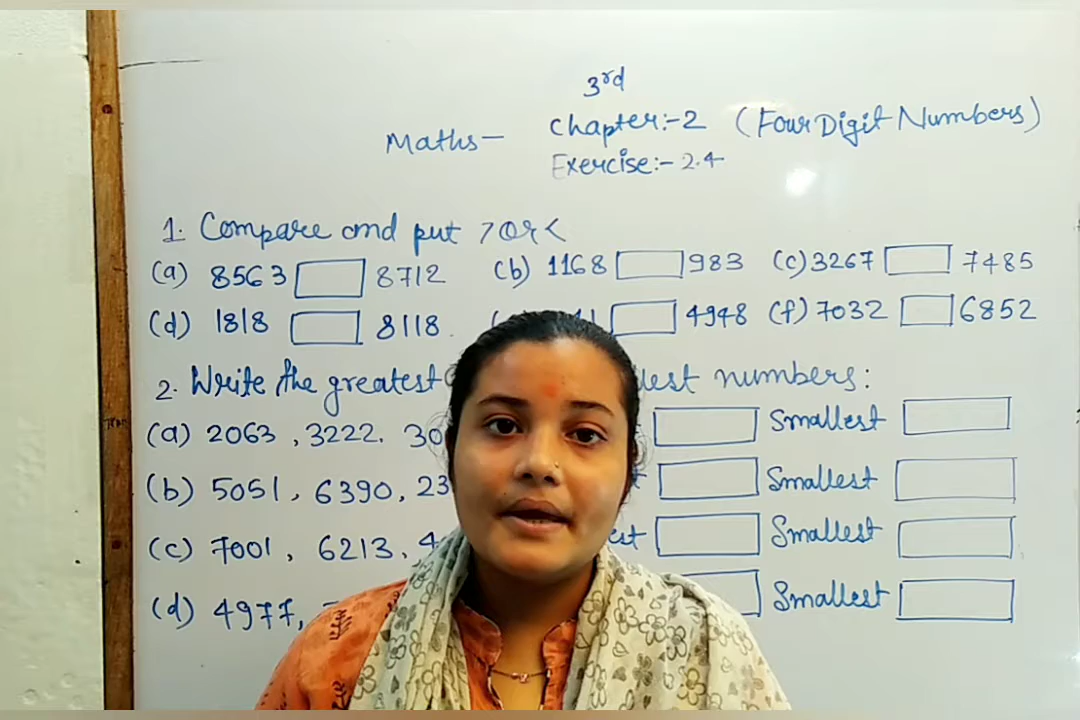 3rd
Maths- Chapter:-2 (Four Digit Numbers)
Exercise:- 2.4
1. Compare and put > or <
(a) 8563 8712 (b) 1168 983 (c) 3267 7485
(d) 1818 8118 4948 (f) 7032 6852
2. Write the greatest numbers:
(a) 2063, 3222. Smallest
(b) 5051, 6390, Smallest
(c) 7001, 6213, Smallest
(d) 4977, Smallest